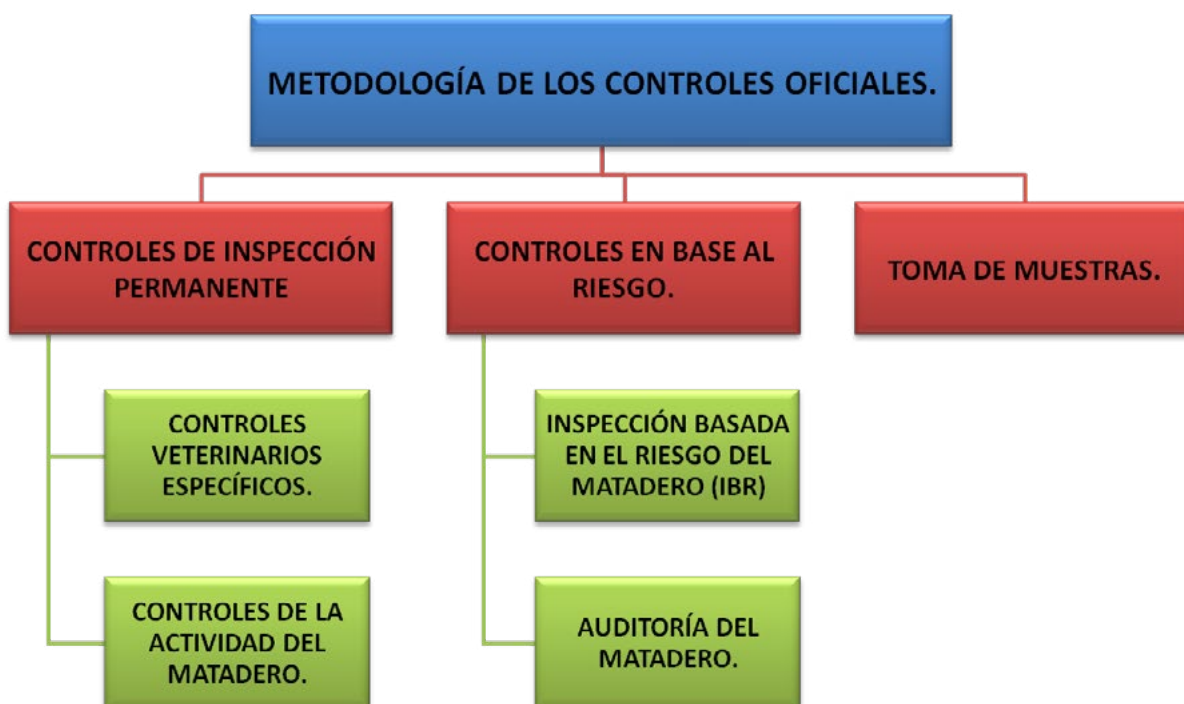 METODOLOGÍA DE LOS CONTROLES OFICIALES.
CONTROLES DE INSPECCIÓN
PERMANENTE
CONTROLES EN BASE AL
RIESGO.
TOMA DE MUESTRAS.
CONTROLES
VETERINARIOS
ESPECÍFICOS.
INSPECCIÓN BASADA
EN EL RIESGO DEL
MATADERO (IBR)
CONTROLES DE LA
ACTIVIDAD DEL
MATADERO.
AUDITORÍA DEL
MATADERO.